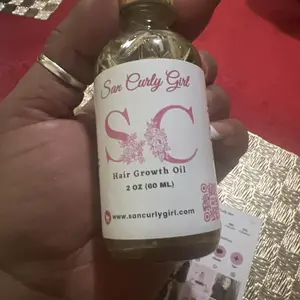 San Curly Girl
SC
Hair Growth Oil
2 OZ (60 ML)
www.sancurlygirl.com